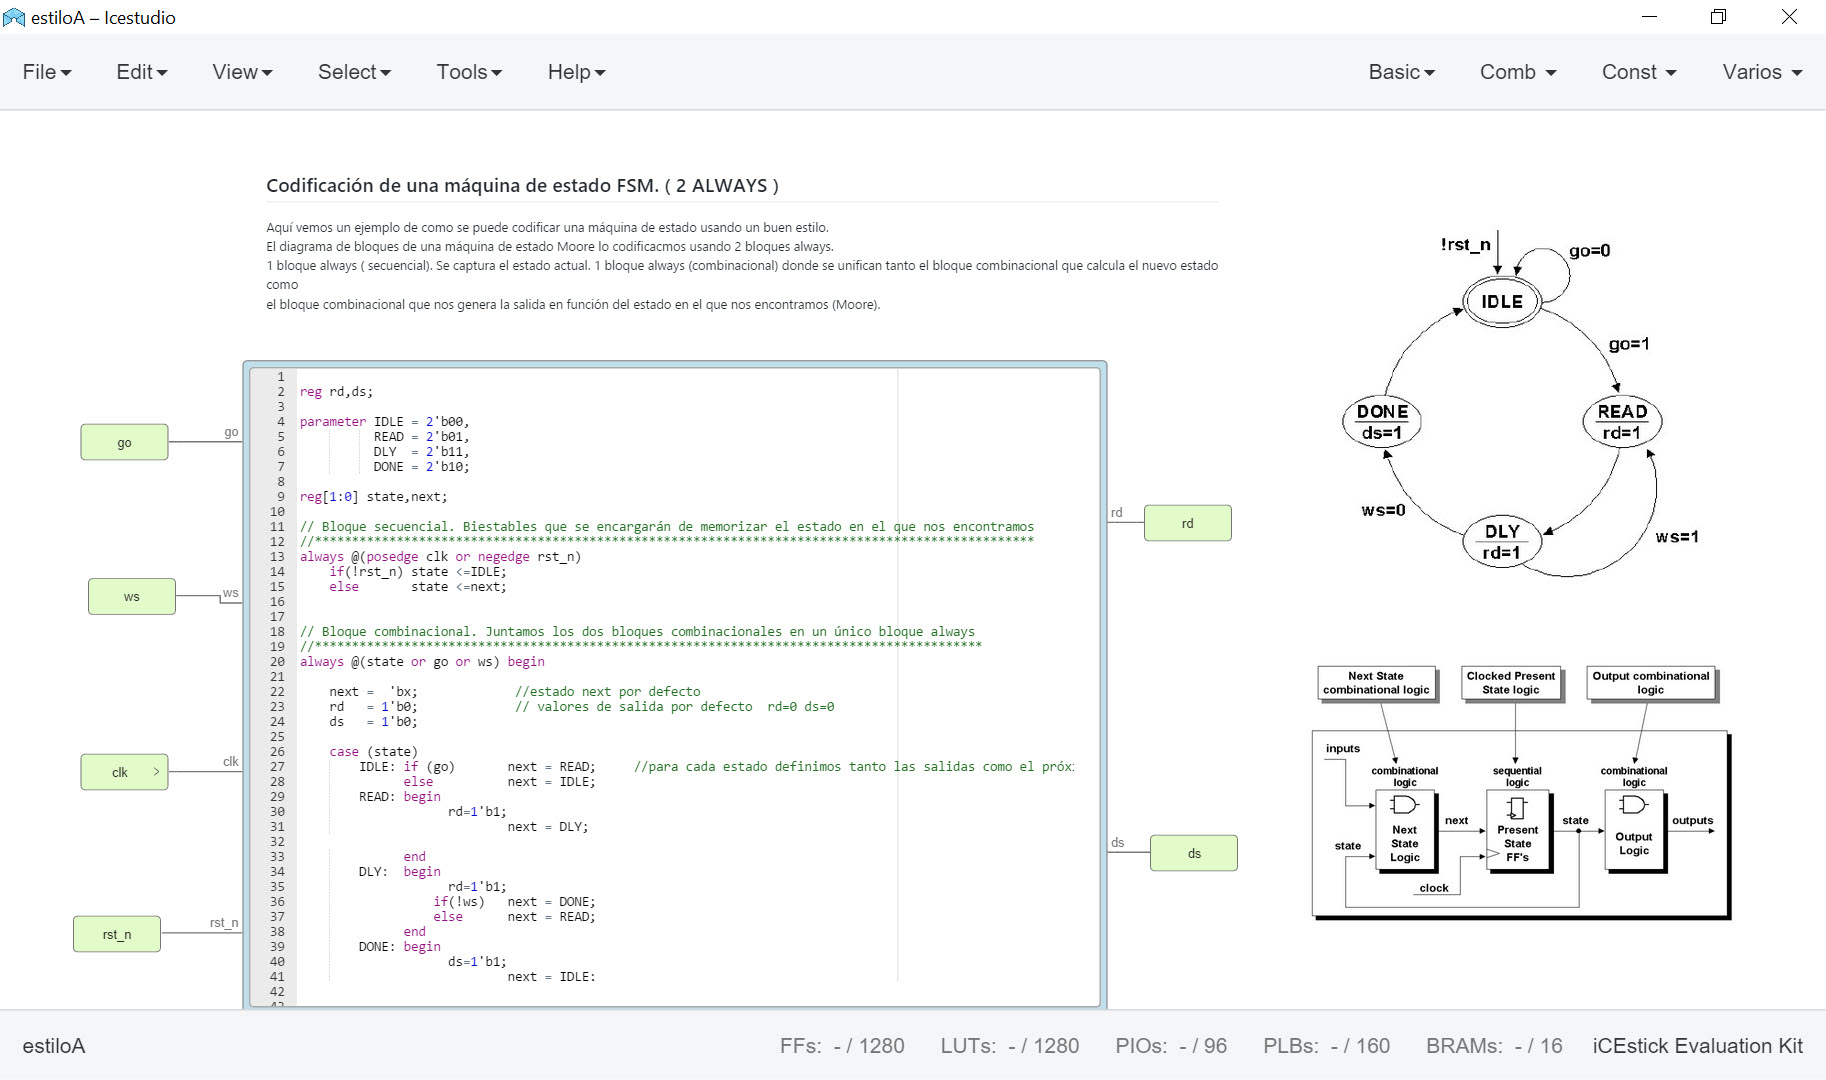 estiloA – Icestudio
File Edit View Select Tools Help Basic Comb Const Varios
Codificación de una máquina de estado FSM. ( 2 ALWAYS )
Aquí vemos un ejemplo de como se puede codificar una máquina de estado usando un buen estilo.
El diagrama de bloques de una máquina de estado Moore lo codificacmos usando 2 bloques always.
1 bloque always ( secuencial). Se captura el estado actual. 1 bloque always (combinacional) donde se unifican tanto el bloque combinacional que calcula el nuevo estado
como
el bloque combinacional que nos genera la salida en función del estado en el que nos encontramos (Moore).
go
go
ws
ws
clk >
clk
rst_n
rst_n
1
2 reg rd,ds;
3
4 parameter IDLE = 2'b00,
5 READ = 2'b01,
6 DLY = 2'b11,
7 DONE = 2'b10;
8
9 reg[1:0] state,next;
10
11 // Bloque secuencial. Biestables que se encargarán de memorizar el estado en el que nos encontramos
12 //*************************************************************************************************
13 always @(posedge clk or negedge rst_n)
14 if(!rst_n) state <=IDLE;
15 else state <=next;
16
17
18 // Bloque combinacional. Juntamos los dos bloques combinacionales en un único bloque always
19 //******************************************************************************************
20 always @(state or go or ws) begin
21
22 next = 'bx; //estado next por defecto
23 rd = 1'b0; // valores de salida por defecto rd=0 ds=0
24 ds = 1'b0;
25
26 case (state)
27 IDLE: if (go) next = READ; //para cada estado definimos tanto las salidas como el próxi
28 else next = IDLE;
29 READ: begin
30 rd=1'b1;
31 next = DLY;
32
33 end
34 DLY: begin
35 rd=1'b1;
36 if(!ws) next = DONE;
37 else next = READ;
38 end
39 DONE: begin
40 ds=1'b1;
41 next = IDLE:
42
rd
rd
ds
ds
!rst_n
go=0
IDLE
go=1
DONE
ds=1
READ
rd=1
ws=0
DLY
rd=1
ws=1
Next State
combinational logic
Clocked Present
State logic
Output combinational
logic
inputs
combinational
logic
sequential
logic
combinational
logic
Next
State
Logic
next
Present
State
FF's
state
Output
Logic
outputs
state
clock
estiloA FFs: - / 1280 LUTs: - / 1280 PIOs: - / 96 PLBs: - / 160 BRAMs: - / 16 iCEstick Evaluation Kit